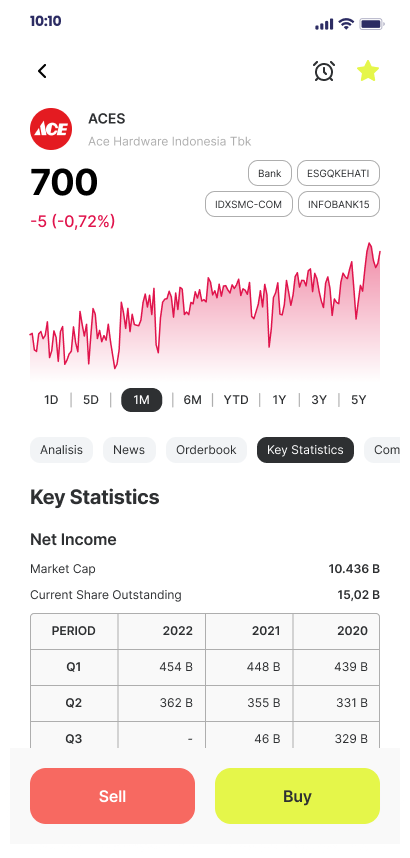 10:10
ACE
ACES
Ace Hardware Indonesia Tbk
700
-5 (-0,72%)
Bank
ESGQKEHATI
IDXSMC-COM
INFOBANK15
1D | 5D | 1M | 6M | YTD | 1Y | 3Y | 5Y
Analisis
News
Orderbook
Key Statistics
Com
Key Statistics
Net Income
Market Cap 10.436 B
Current Share Outstanding 15,02 B
PERIOD 2022 2021 2020
Q1 454 B 448 B 439 B
Q2 362 B 355 B 331 B
Q3 - 46 B 329 B
Sell
Buy